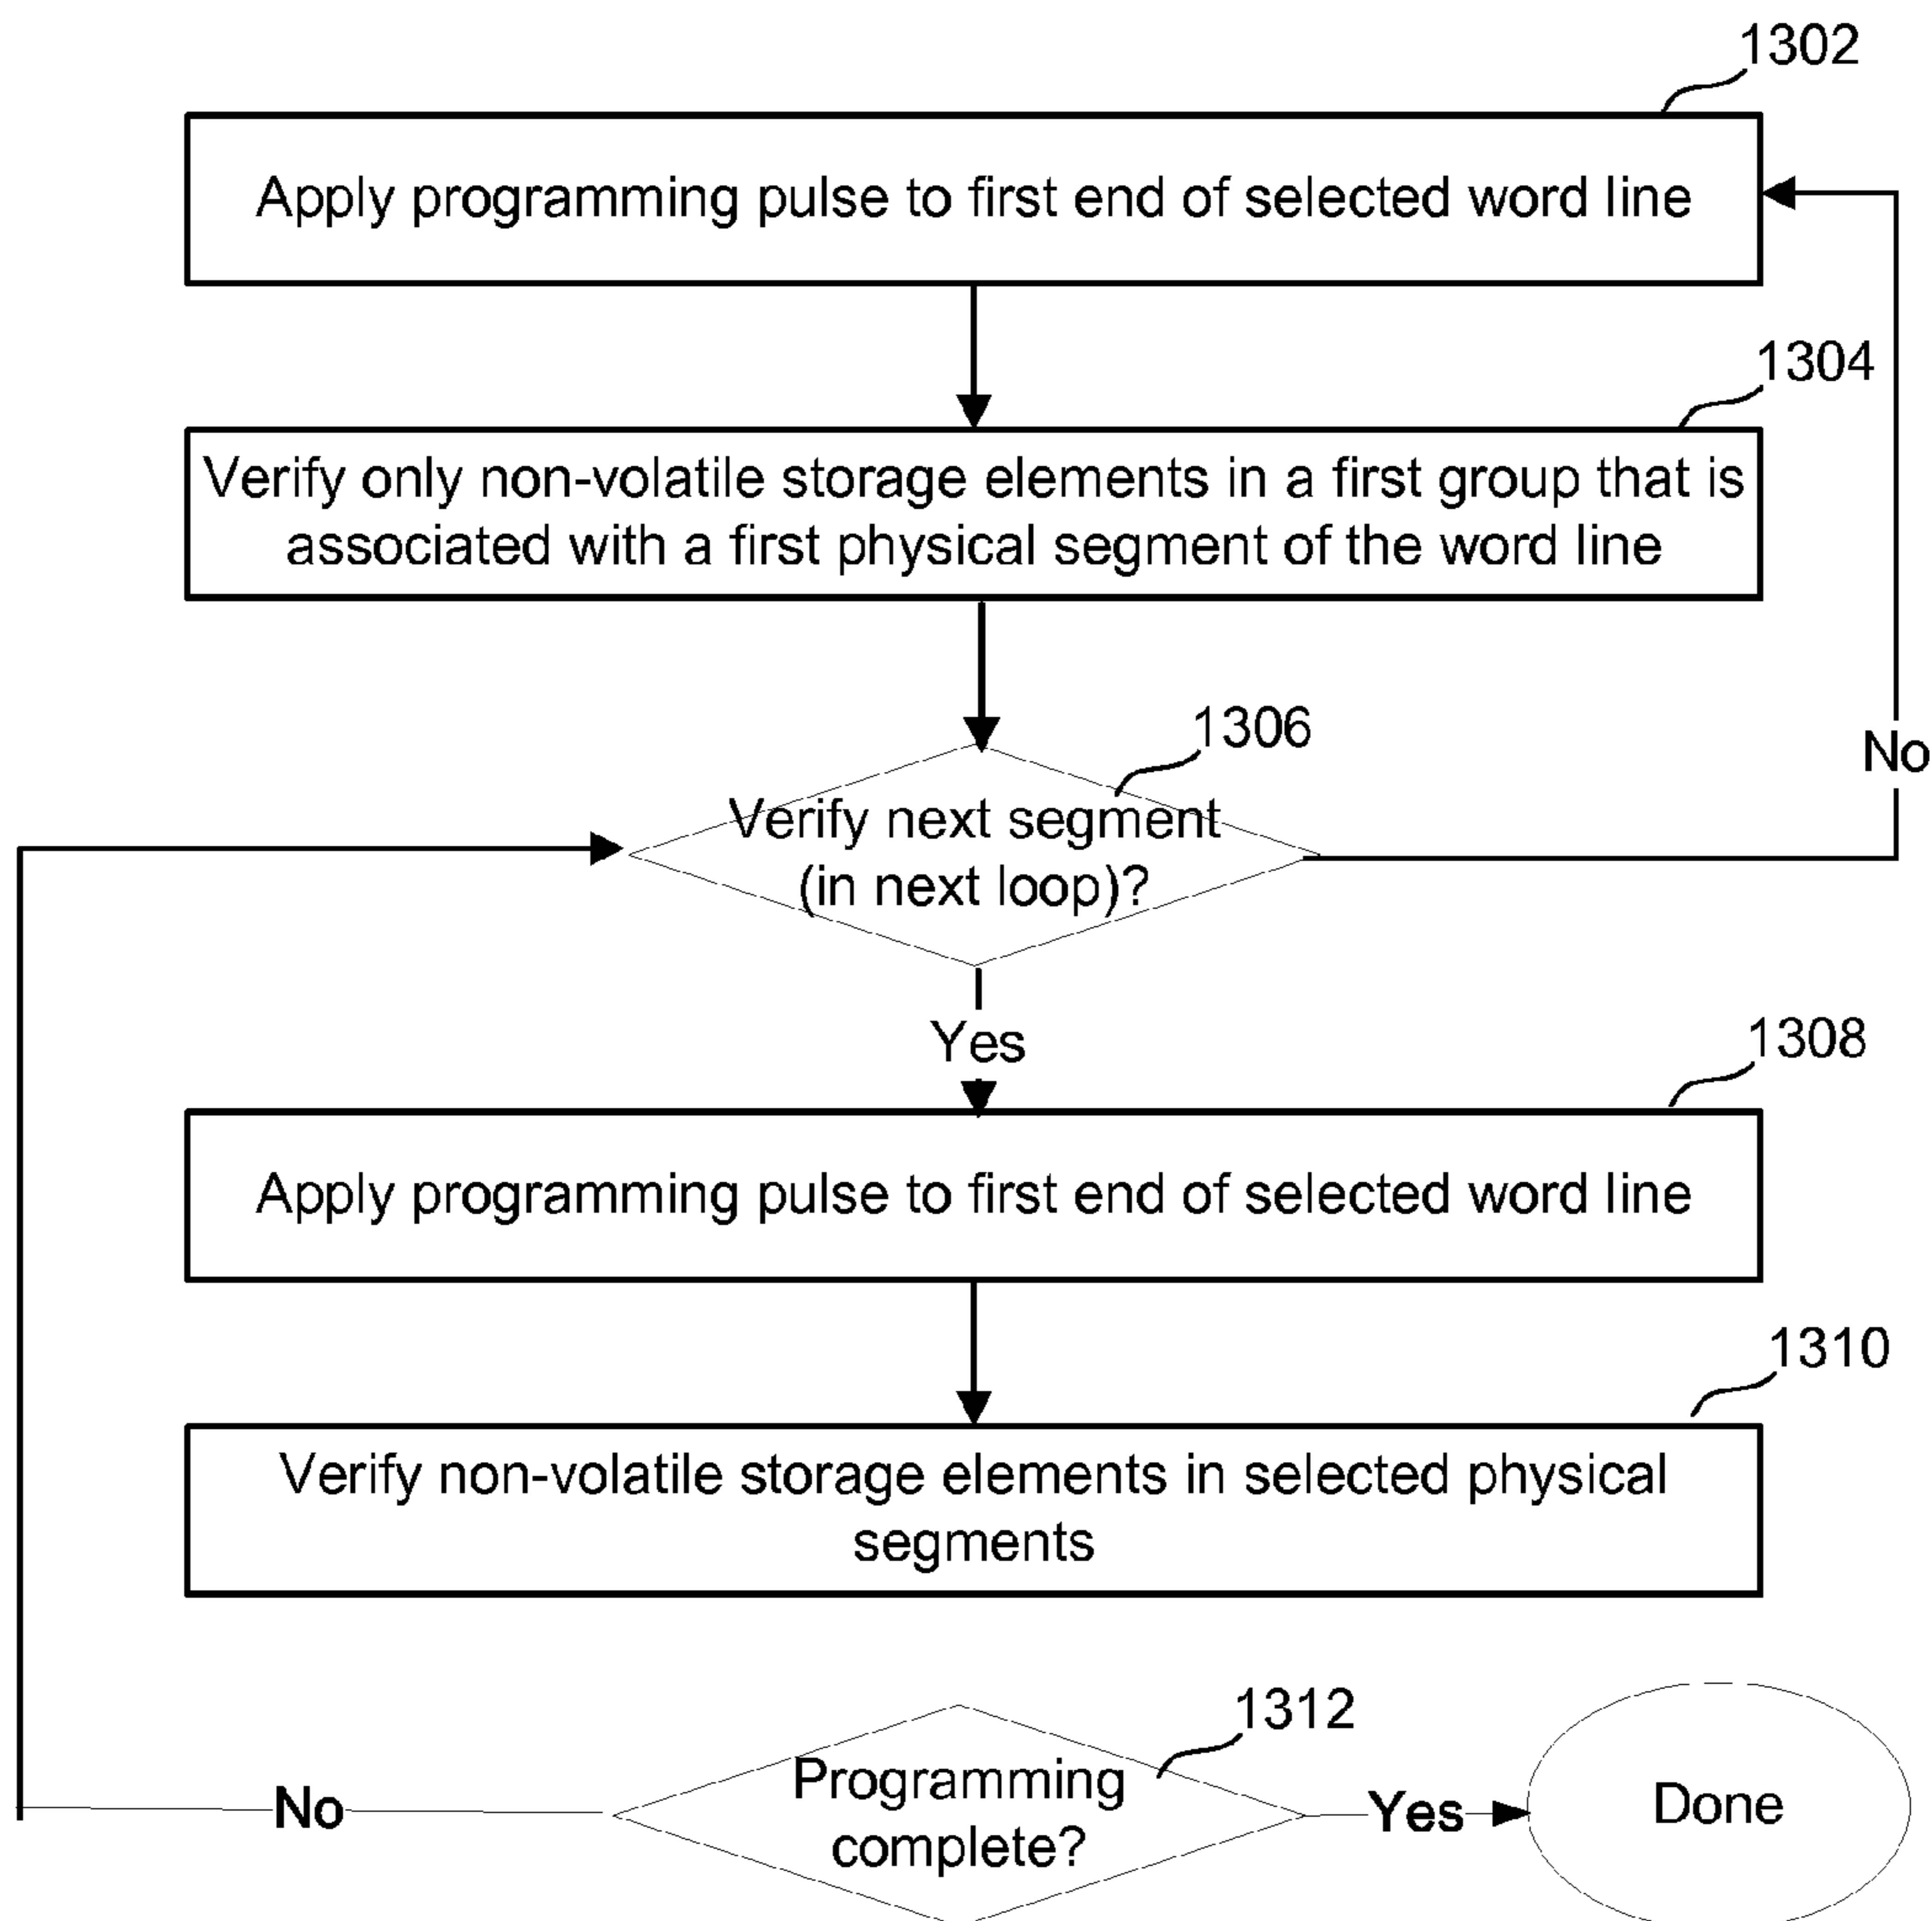 1302
Apply programming pulse to first end of selected word line
1304
Verify only non-volatile storage elements in a first group that is
associated with a first physical segment of the word line
1306
No
Verify next segment
(in next loop)?
Yes
1308
Apply programming pulse to first end of selected word line
1310
Verify non-volatile storage elements in selected physical
segments
1312
No
Programming
complete?
Yes
Done